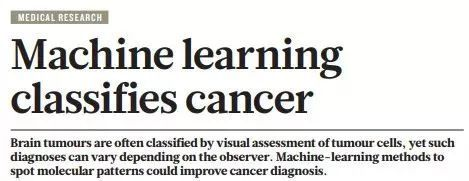 MEDICAL RESEARCH
Machine learning
classifies cancer
Brain tumours are often classified by visual assessment of tumour cells, yet such
diagnoses can vary depending on the observer. Machine-learning methods to
spot molecular patterns could improve cancer diagnosis.